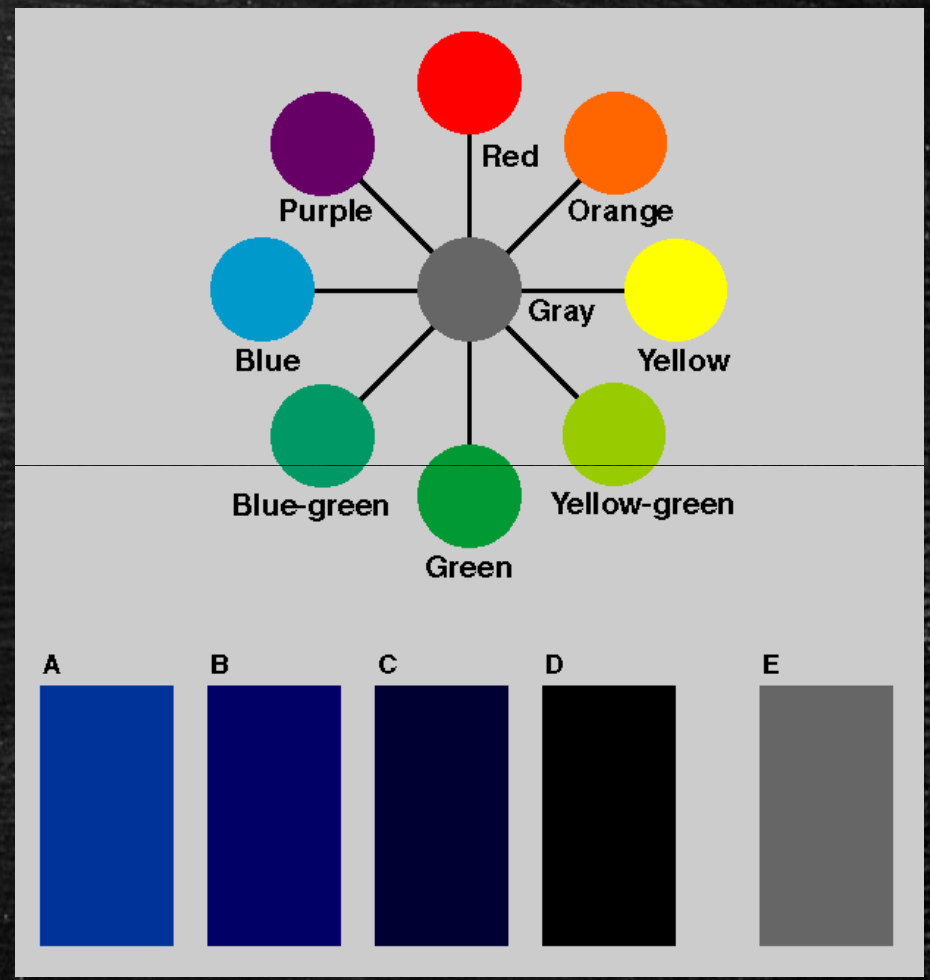 Red
Purple
Orange
Gray
Blue
Yellow
Blue-green
Yellow-green
Green
A
B
C
D
E